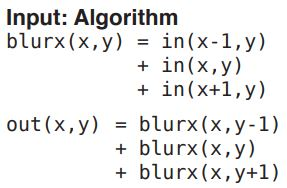 Input: Algorithm
blurx(x,y) = in(x-1,y)
+ in(x,y)
+ in(x+1,y)
out(x,y) = blurx(x,y-1)
+ blurx(x,y)
+ blurx(x,y+1)